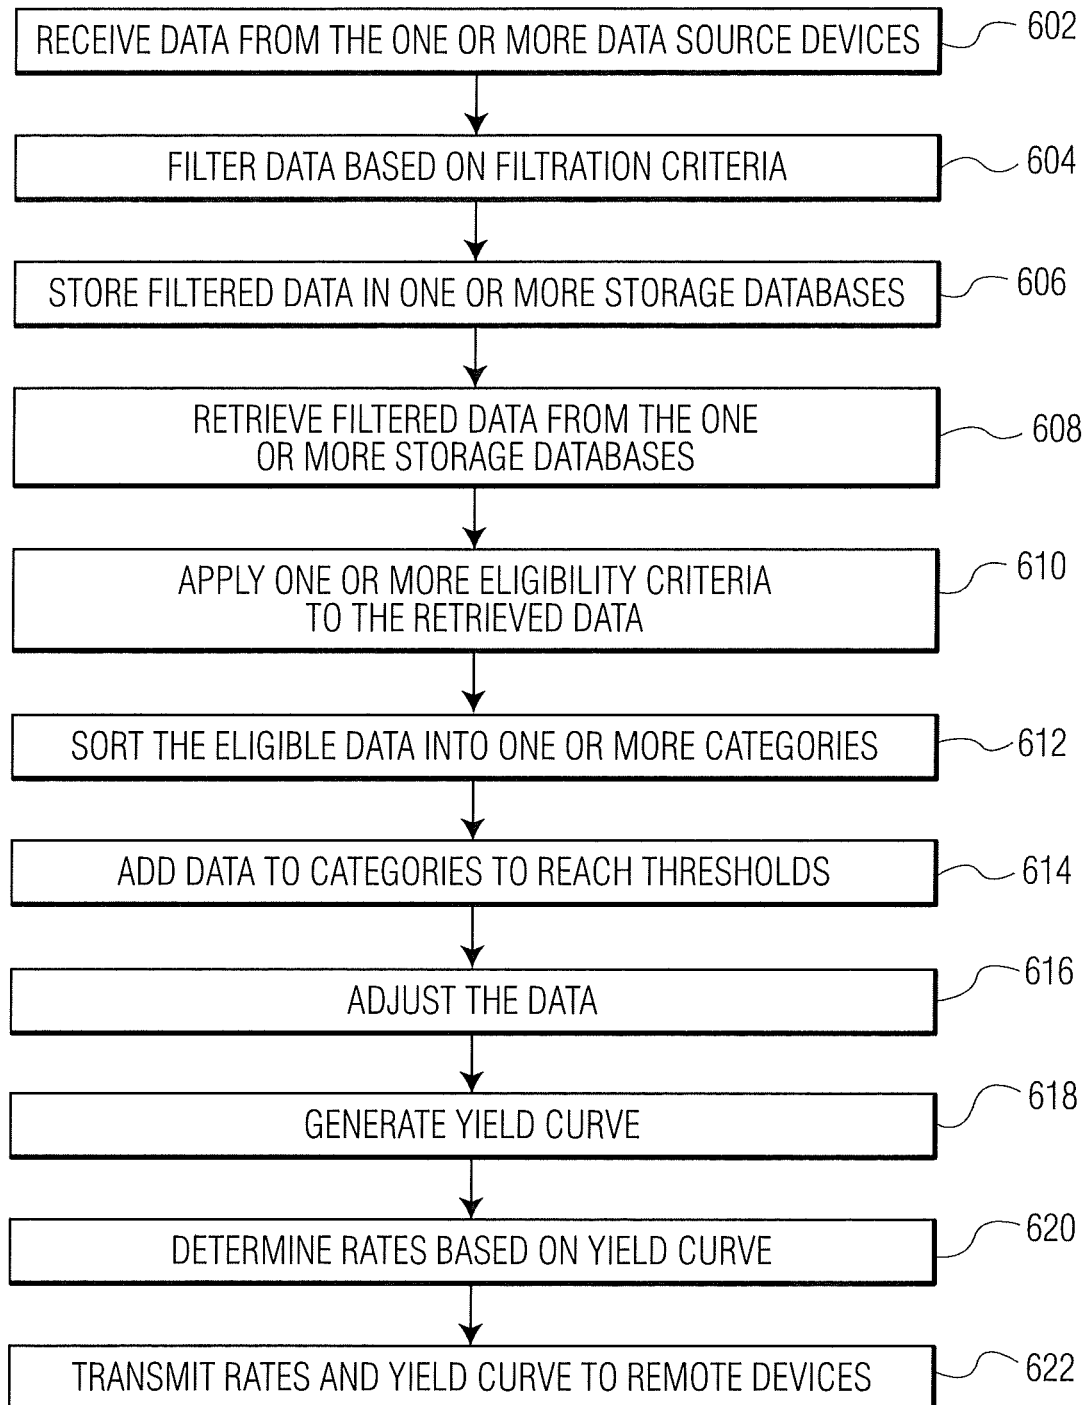 RECEIVE DATA FROM THE ONE OR MORE DATA SOURCE DEVICES
602
FILTER DATA BASED ON FILTRATION CRITERIA
604
STORE FILTERED DATA IN ONE OR MORE STORAGE DATABASES
606
RETRIEVE FILTERED DATA FROM THE ONE
OR MORE STORAGE DATABASES
608
APPLY ONE OR MORE ELIGIBILITY CRITERIA
TO THE RETRIEVED DATA
610
SORT THE ELIGIBLE DATA INTO ONE OR MORE CATEGORIES
612
ADD DATA TO CATEGORIES TO REACH THRESHOLDS
614
ADJUST THE DATA
616
GENERATE YIELD CURVE
618
DETERMINE RATES BASED ON YIELD CURVE
620
TRANSMIT RATES AND YIELD CURVE TO REMOTE DEVICES
622